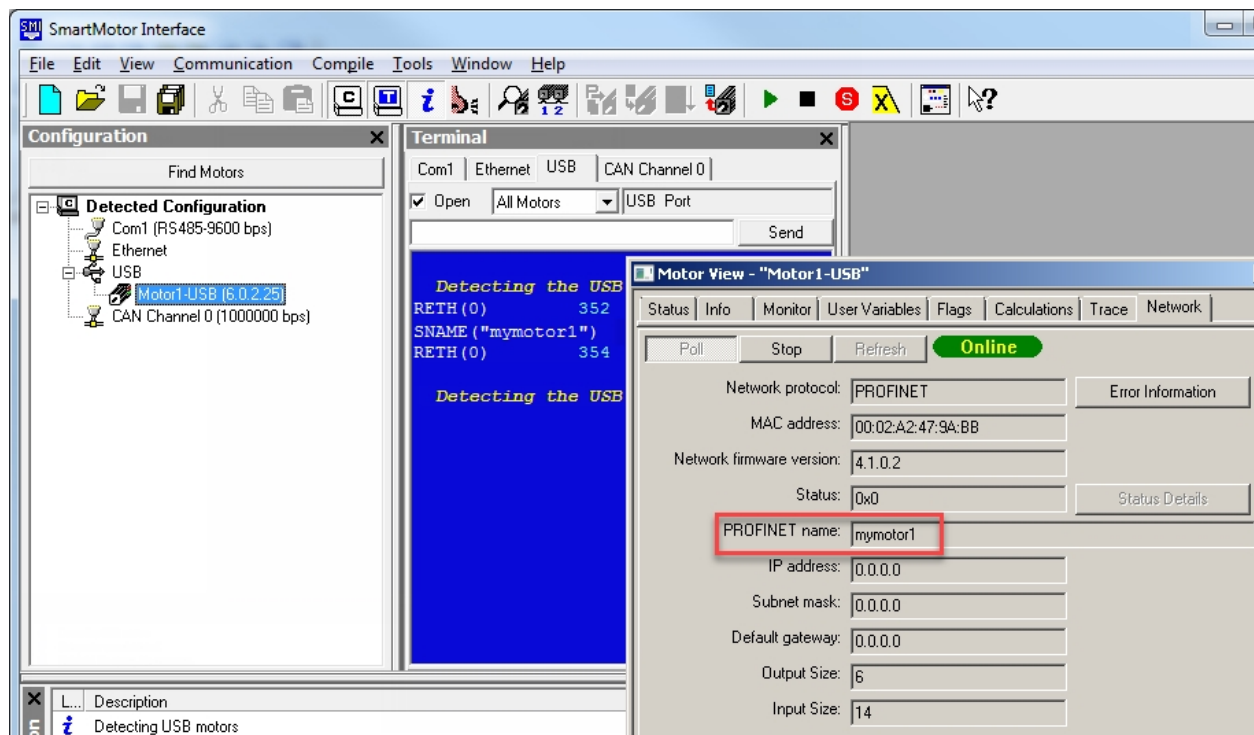 SMI SmartMotor Interface
File Edit View Communication Compile Tools Window Help
Configuration
Find Motors
Detected Configuration
Com1 (RS485-9600 bps)
Ethernet
USB
Motor1-USB (6.0.2.25)
CAN Channel 0 (1000000 bps)
Terminal
Com1 Ethernet USB CAN Channel 0
Open All Motors USB Port
Send
Detecting the USB
RETH(0) 352
SNAME("mymotor1")
RETH(0) 354
Detecting the USB
Motor View - "Motor1-USB"
Status Info Monitor User Variables Flags Calculations Trace Network
Poll Stop Refresh Online
Network protocol: PROFINET Error Information
MAC address: 00:02:A2:47:9A:BB
Network firmware version: 4.1.0.2
Status: 0x0 Status Details
PROFINET name: mymotor1
IP address: 0.0.0.0
Subnet mask: 0.0.0.0
Default gateway: 0.0.0.0
Output Size: 6
Input Size: 14
L... Description
Detecting USB motors